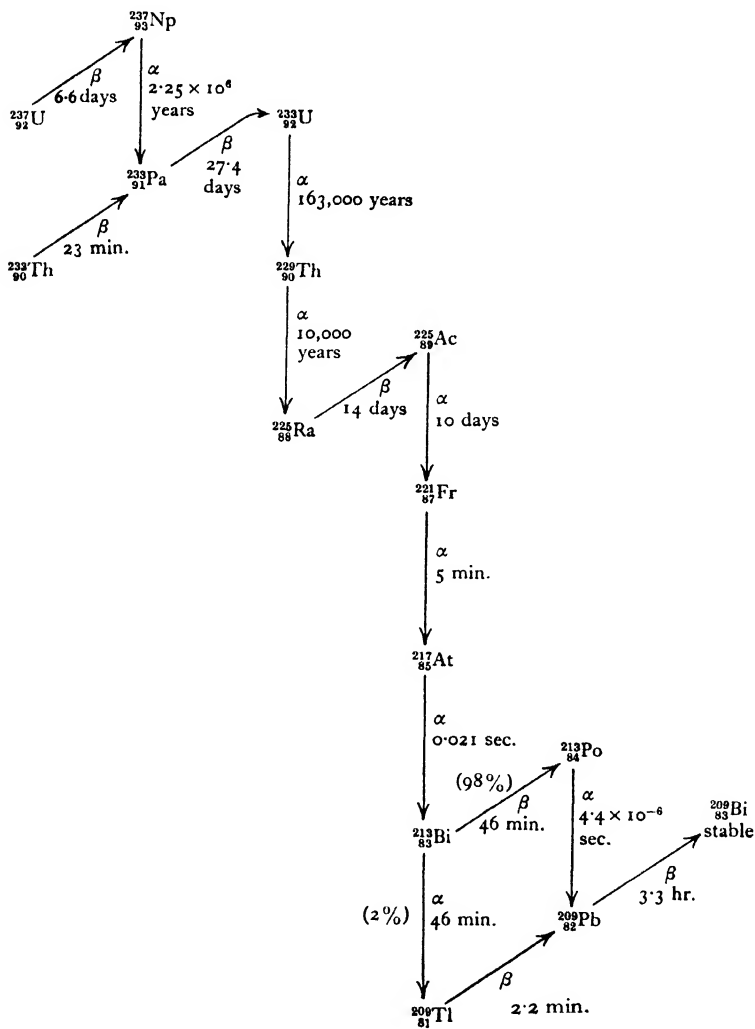 ²³⁷₉₃Np
β
6·6 days
α
2·25 × 10⁶
years
²³⁷₉₂U
²³³₉₂U
β
27·4
days
²³³₉₁Pa
α
163,000 years
β
23 min.
²³³₉₀Th
²²⁹₉₀Th
α
10,000
years
²²⁵₈₉Ac
β
14 days
α
10 days
²²⁵₈₈Ra
²²¹₈₇Fr
α
5 min.
²¹⁷₈₅At
α
0·021 sec.
²¹³₈₄Po
(98%)
β
46 min.
α
4·4 × 10⁻⁶
sec.
²⁰⁹₈₃Bi
stable
²¹³₈₃Bi
β
3·3 hr.
(2%)
α
46 min.
²⁰⁹₈₂Pb
β
2·2 min.
²⁰⁹₈₁Tl